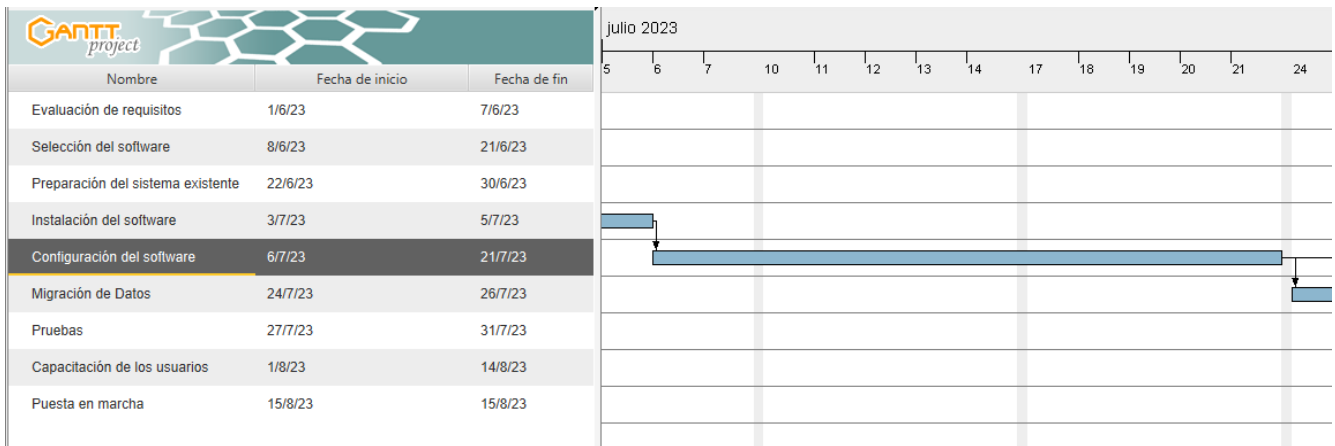 GANTT
project
julio 2023
5 6 7 10 11 12 13 14 17 18 19 20 21 24
Nombre Fecha de inicio Fecha de fin
Evaluación de requisitos 1/6/23 7/6/23
Selección del software 8/6/23 21/6/23
Preparación del sistema existente 22/6/23 30/6/23
Instalación del software 3/7/23 5/7/23
Configuración del software 6/7/23 21/7/23
Migración de Datos 24/7/23 26/7/23
Pruebas 27/7/23 31/7/23
Capacitación de los usuarios 1/8/23 14/8/23
Puesta en marcha 15/8/23 15/8/23